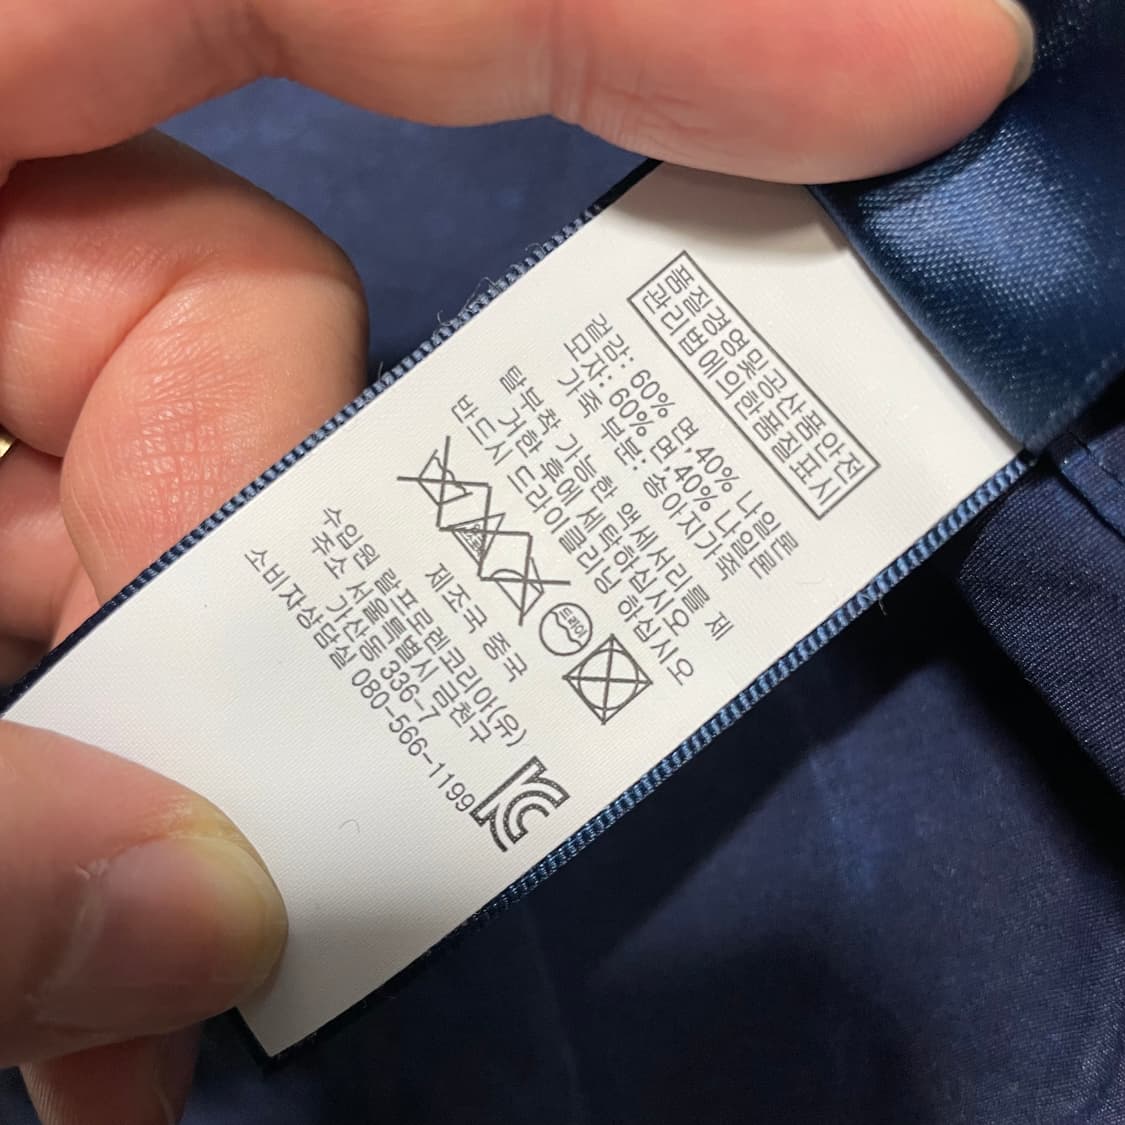 품질경영및공산품안전
관리법에의한품질표시
겉감: 60% 면,40% 나일론
모자: 60% 면,40% 나일론
가죽 부분: 송아지가죽
탈부착 가능한 액세서리를 제
거한 후에 세탁하십시오
반드시 드라이클리닝 하십시오
드라이
제조국 중국
수입원 랄프로렌코리아(유)
주소 서울특별시 금천구
가산동 336-7
소비자상담실 080-566-1199
KC